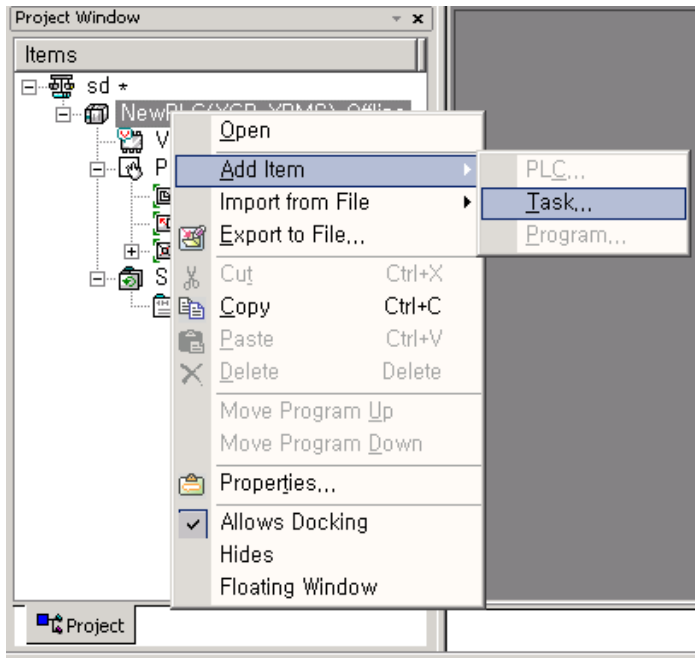 Project Window
Items
sd *
NewPLC(XGB-XBMS)-Offline
V
P
S
Open
Add Item
Import from File
Export to File...
Cut Ctrl+X
Copy Ctrl+C
Paste Ctrl+V
Delete Delete
Move Program Up
Move Program Down
Properties...
Allows Docking
Hides
Floating Window
PLC...
Task...
Program...
Project